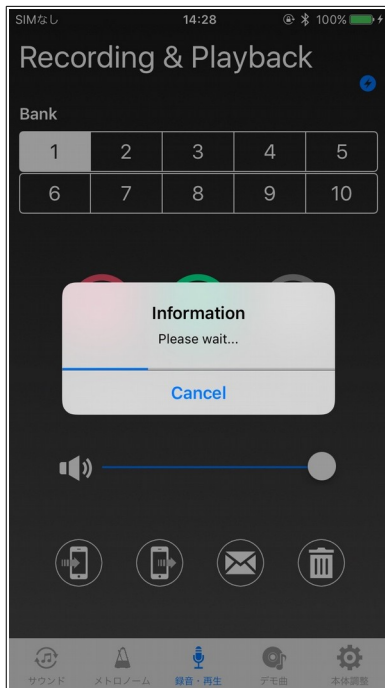 SIMなし 14:28 100%
Recording & Playback
Bank
1 2 3 4 5
6 7 8 9 10
Information
Please wait...
Cancel
サウンド メトロノーム 録音・再生 デモ曲 本体調整